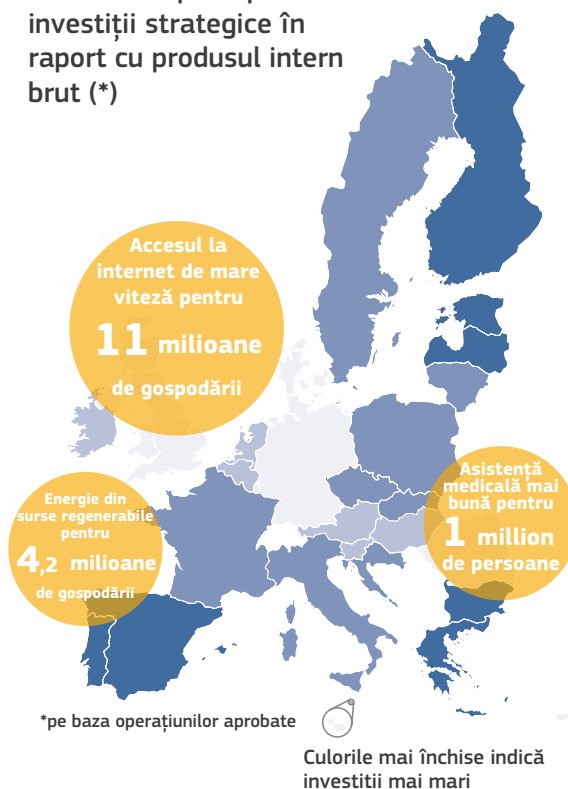 investiții strategice în
raport cu produsul intern
brut (*)
Accesul la
internet de mare
viteză pentru
11 milioane
de gospodării
Energie din
surse regenerabile
pentru
4,2 milioane
de gospodării
Asistență
medicală mai
bună pentru
1 million
de persoane
*pe baza operațiunilor aprobate
Culorile mai închise indică
investiții mai mari